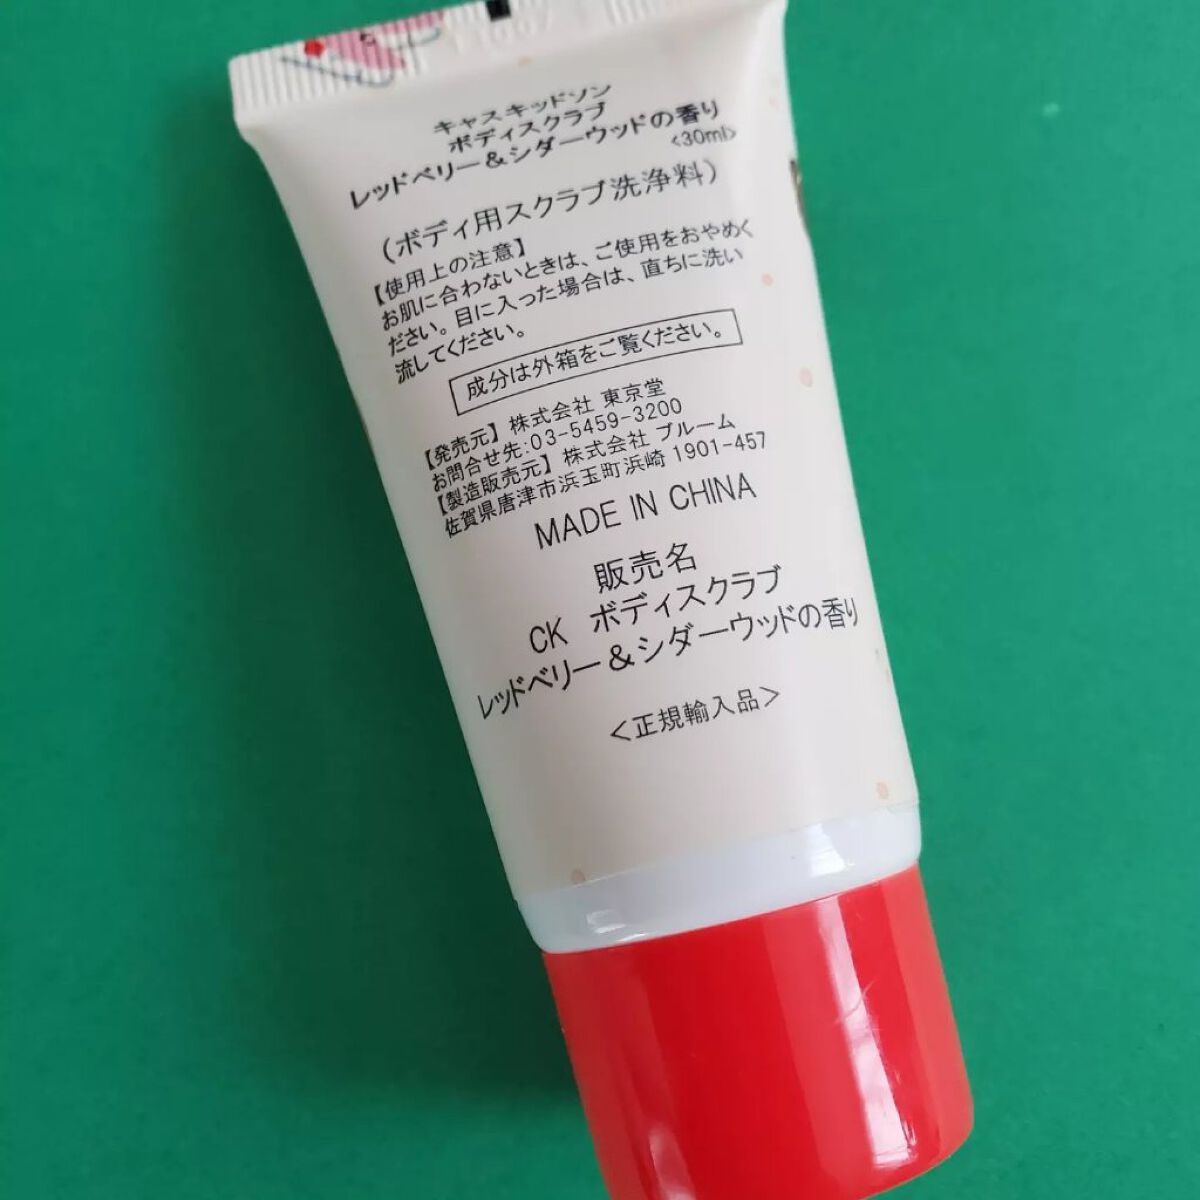 キャスキッドソン
ボディスクラブ
レッドベリー＆シダーウッドの香り
<30ml>
（ボディ用スクラブ洗浄料）
【使用上の注意】
お肌に合わないときは、ご使用をおやめく
ださい。目に入った場合は、直ちに洗い
流してください。
成分は外箱をご覧ください。
【発売元】株式会社 東京堂
お問合せ先:03-5459-3200
【製造販売元】株式会社 ブルーム
佐賀県唐津市浜玉町浜崎 1901-457
MADE IN CHINA
販売名
CK ボディスクラブ
レッドベリー＆シダーウッドの香り
＜正規輸入品＞